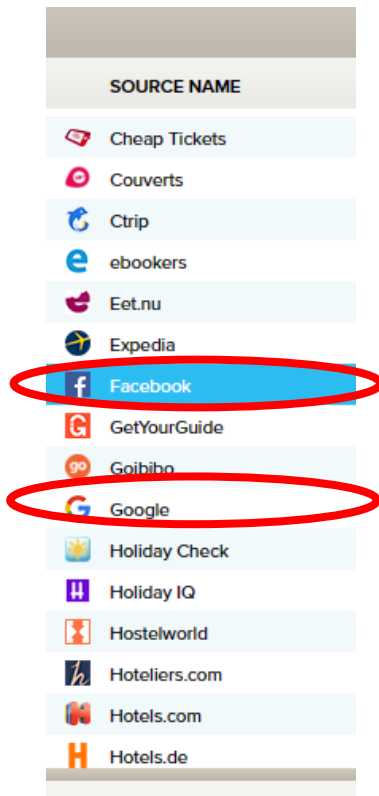 SOURCE NAME
Cheap Tickets
Couverts
Ctrip
ebookers
Eet.nu
Expedia
Facebook
GetYourGuide
Goibibo
Google
Holiday Check
Holiday IQ
Hostelworld
Hoteliers.com
Hotels.com
Hotels.de